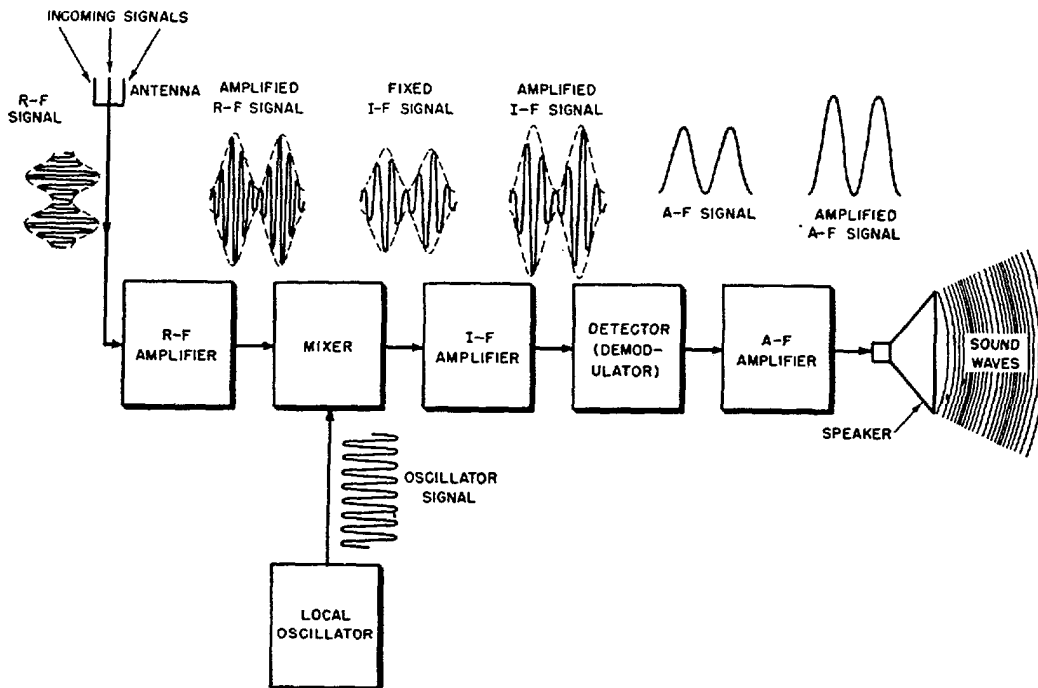 INCOMING SIGNALS
ANTENNA
R-F
SIGNAL
AMPLIFIED
R-F SIGNAL
FIXED
I-F SIGNAL
AMPLIFIED
I-F SIGNAL
A-F SIGNAL
AMPLIFIED
A-F SIGNAL
R-F
AMPLIFIER
MIXER
I-F
AMPLIFIER
DETECTOR
(DEMOD-
ULATOR)
A-F
AMPLIFIER
SOUND
WAVES
SPEAKER
OSCILLATOR
SIGNAL
LOCAL
OSCILLATOR